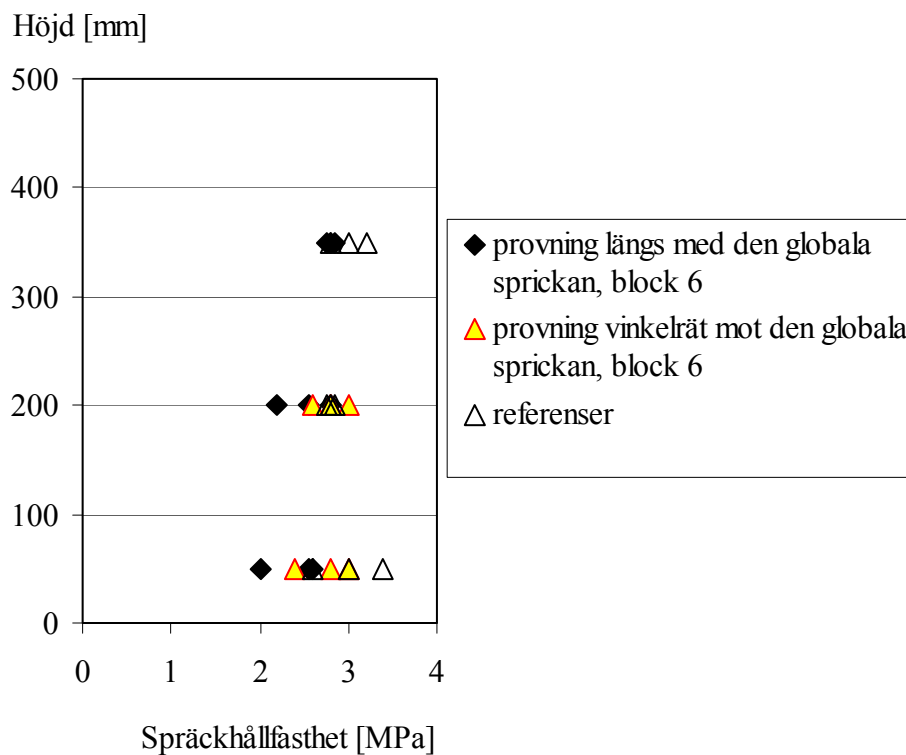 Höjd [mm]
500
400
300
200
100
0
0 1 2 3 4
Spräckhållfasthet [MPa]
provning längs med den globala
sprickan, block 6
provning vinkelrät mot den globala
sprickan, block 6
referenser